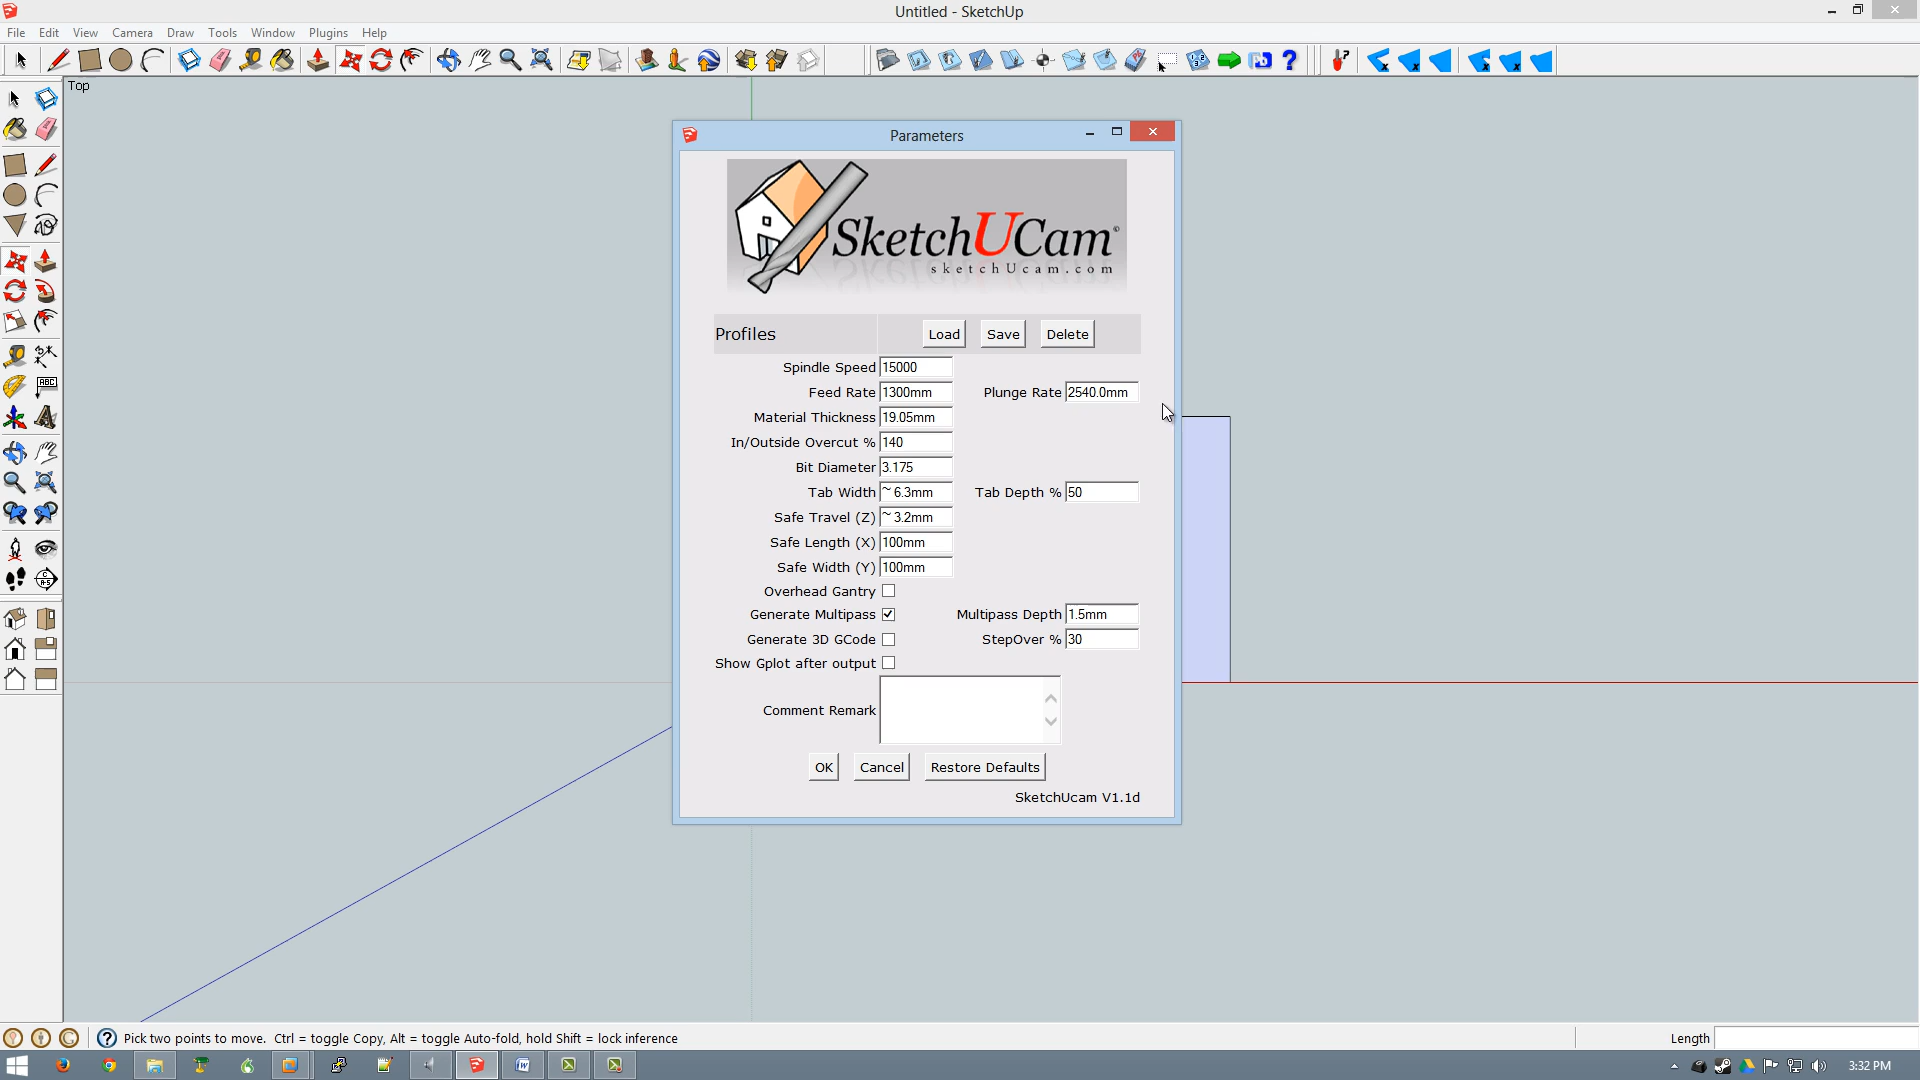 Untitled - SketchUp
File Edit View Camera Draw Tools Window Plugins Help
Top
Parameters
SketchUCam
sketchUcam.com
Profiles Load Save Delete
Spindle Speed 15000
Feed Rate 1300mm Plunge Rate 2540.0mm
Material Thickness 19.05mm
In/Outside Overcut % 140
Bit Diameter 3.175
Tab Width ~ 6.3mm Tab Depth % 50
Safe Travel (Z) ~ 3.2mm
Safe Length (X) 100mm
Safe Width (Y) 100mm
Overhead Gantry
Generate Multipass Multipass Depth 1.5mm
Generate 3D GCode StepOver % 30
Show Gplot after output
Comment Remark
OK Cancel Restore Defaults
SketchUcam V1.1d
ABC
Pick two points to move. Ctrl = toggle Copy, Alt = toggle Auto-fold, hold Shift = lock inference
Length
3:32 PM